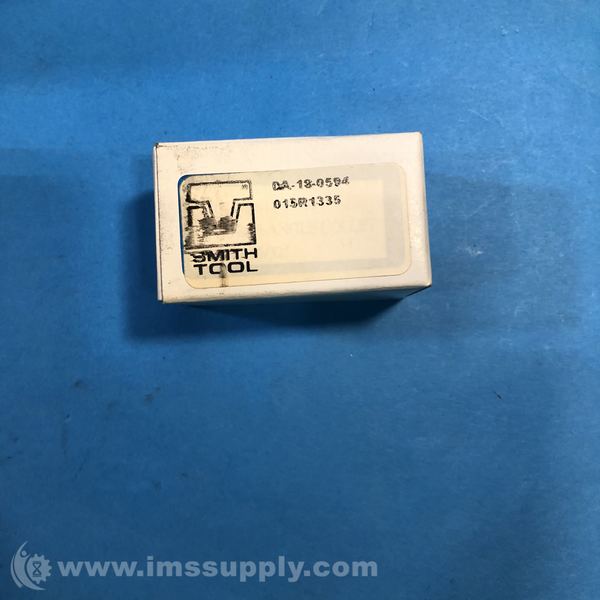 DA-18-0594
015R1335
SMITH
TOOL
www.imssupply.com